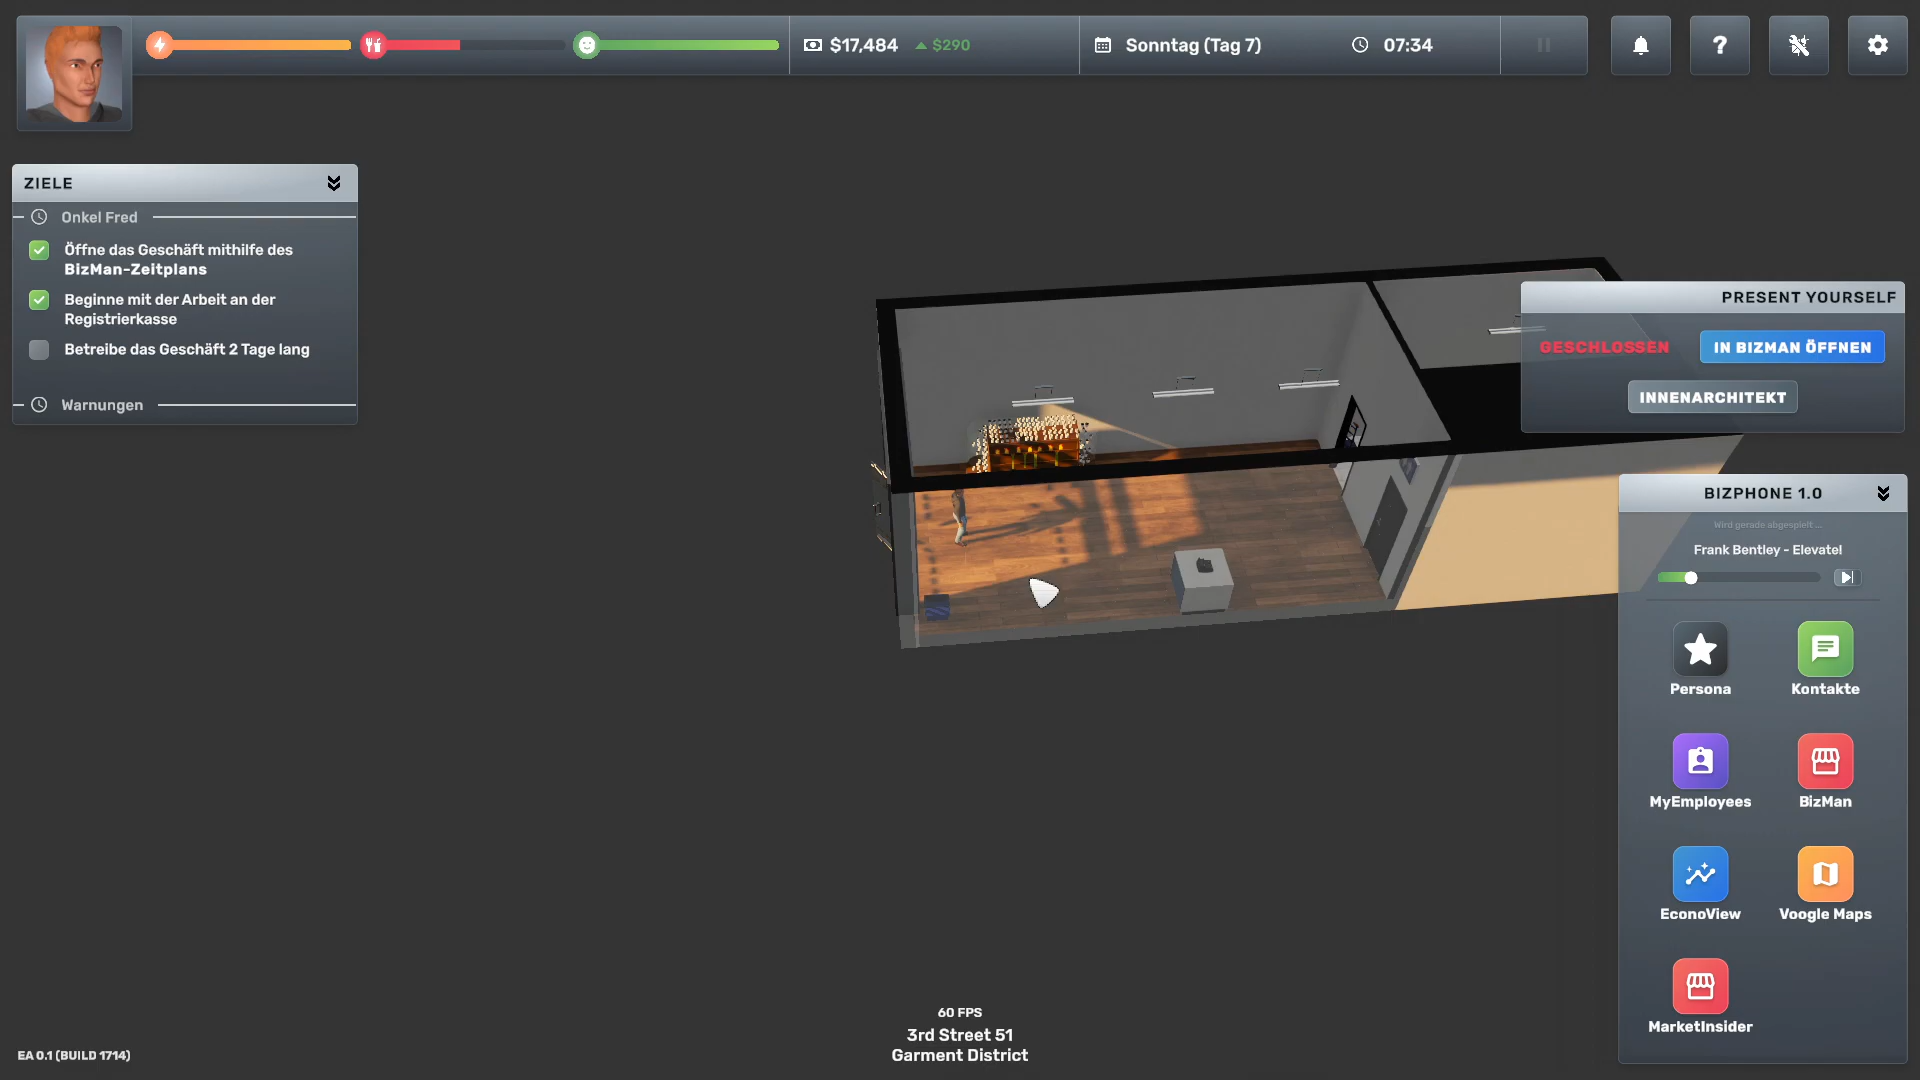 $17,484
$290
Sonntag (Tag 7)
07:34
ZIELE
Onkel Fred
Öffne das Geschäft mithilfe des
BizMan-Zeitplans
Beginne mit der Arbeit an der
Registrierkasse
Betreibe das Geschäft 2 Tage lang
Warnungen
PRESENT YOURSELF
GESCHLOSSEN
IN BIZMAN ÖFFNEN
INNENARCHITEKT
BIZPHONE 1.0
Wird gerade abgespielt ...
Frank Bentley - Elevatel
Persona
Kontakte
MyEmployees
BizMan
EconoView
Voogle Maps
MarketInsider
60 FPS
3rd Street 51
Garment District
EA 0.1 (BUILD 1714)